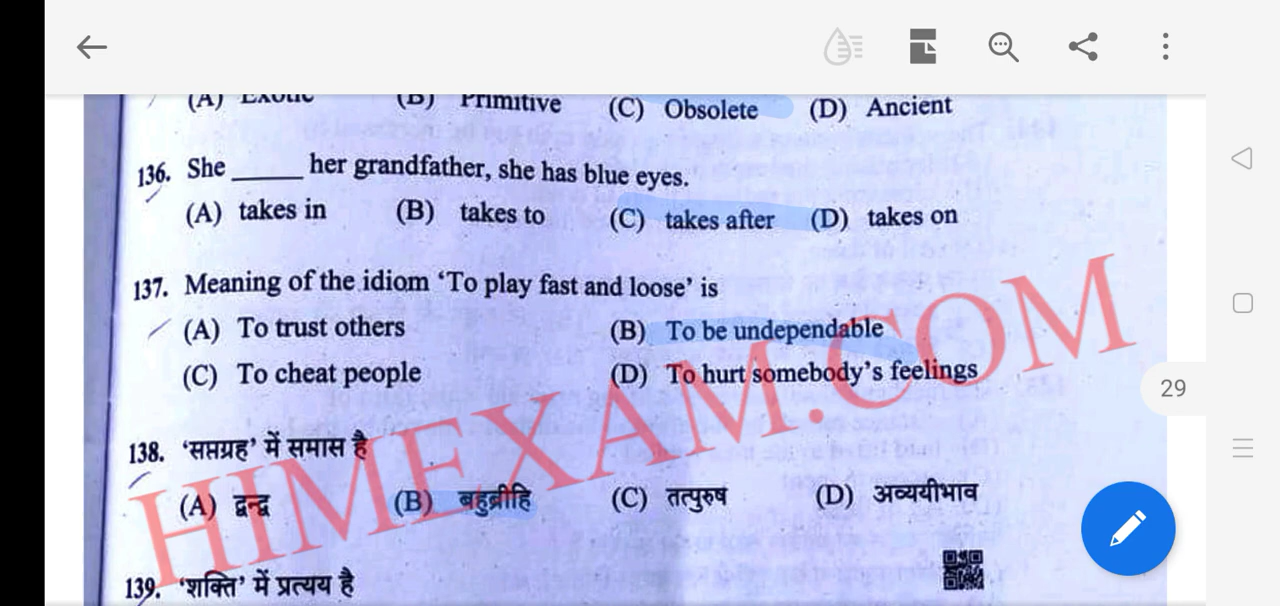 (A) Exotic (B) Primitive (C) Obsolete (D) Ancient
136. She _____ her grandfather, she has blue eyes.
(A) takes in (B) takes to (C) takes after (D) takes on
137. Meaning of the idiom ‘To play fast and loose’ is
(A) To trust others (B) To be undependable
(C) To cheat people (D) To hurt somebody’s feelings
29
138. ‘सप्तग्रह’ में समास है
(A) द्वन्द्व (B) बहुब्रीहि (C) तत्पुरुष (D) अव्ययीभाव
139. ‘शक्ति’ में प्रत्यय है
HIMEXAM.COM